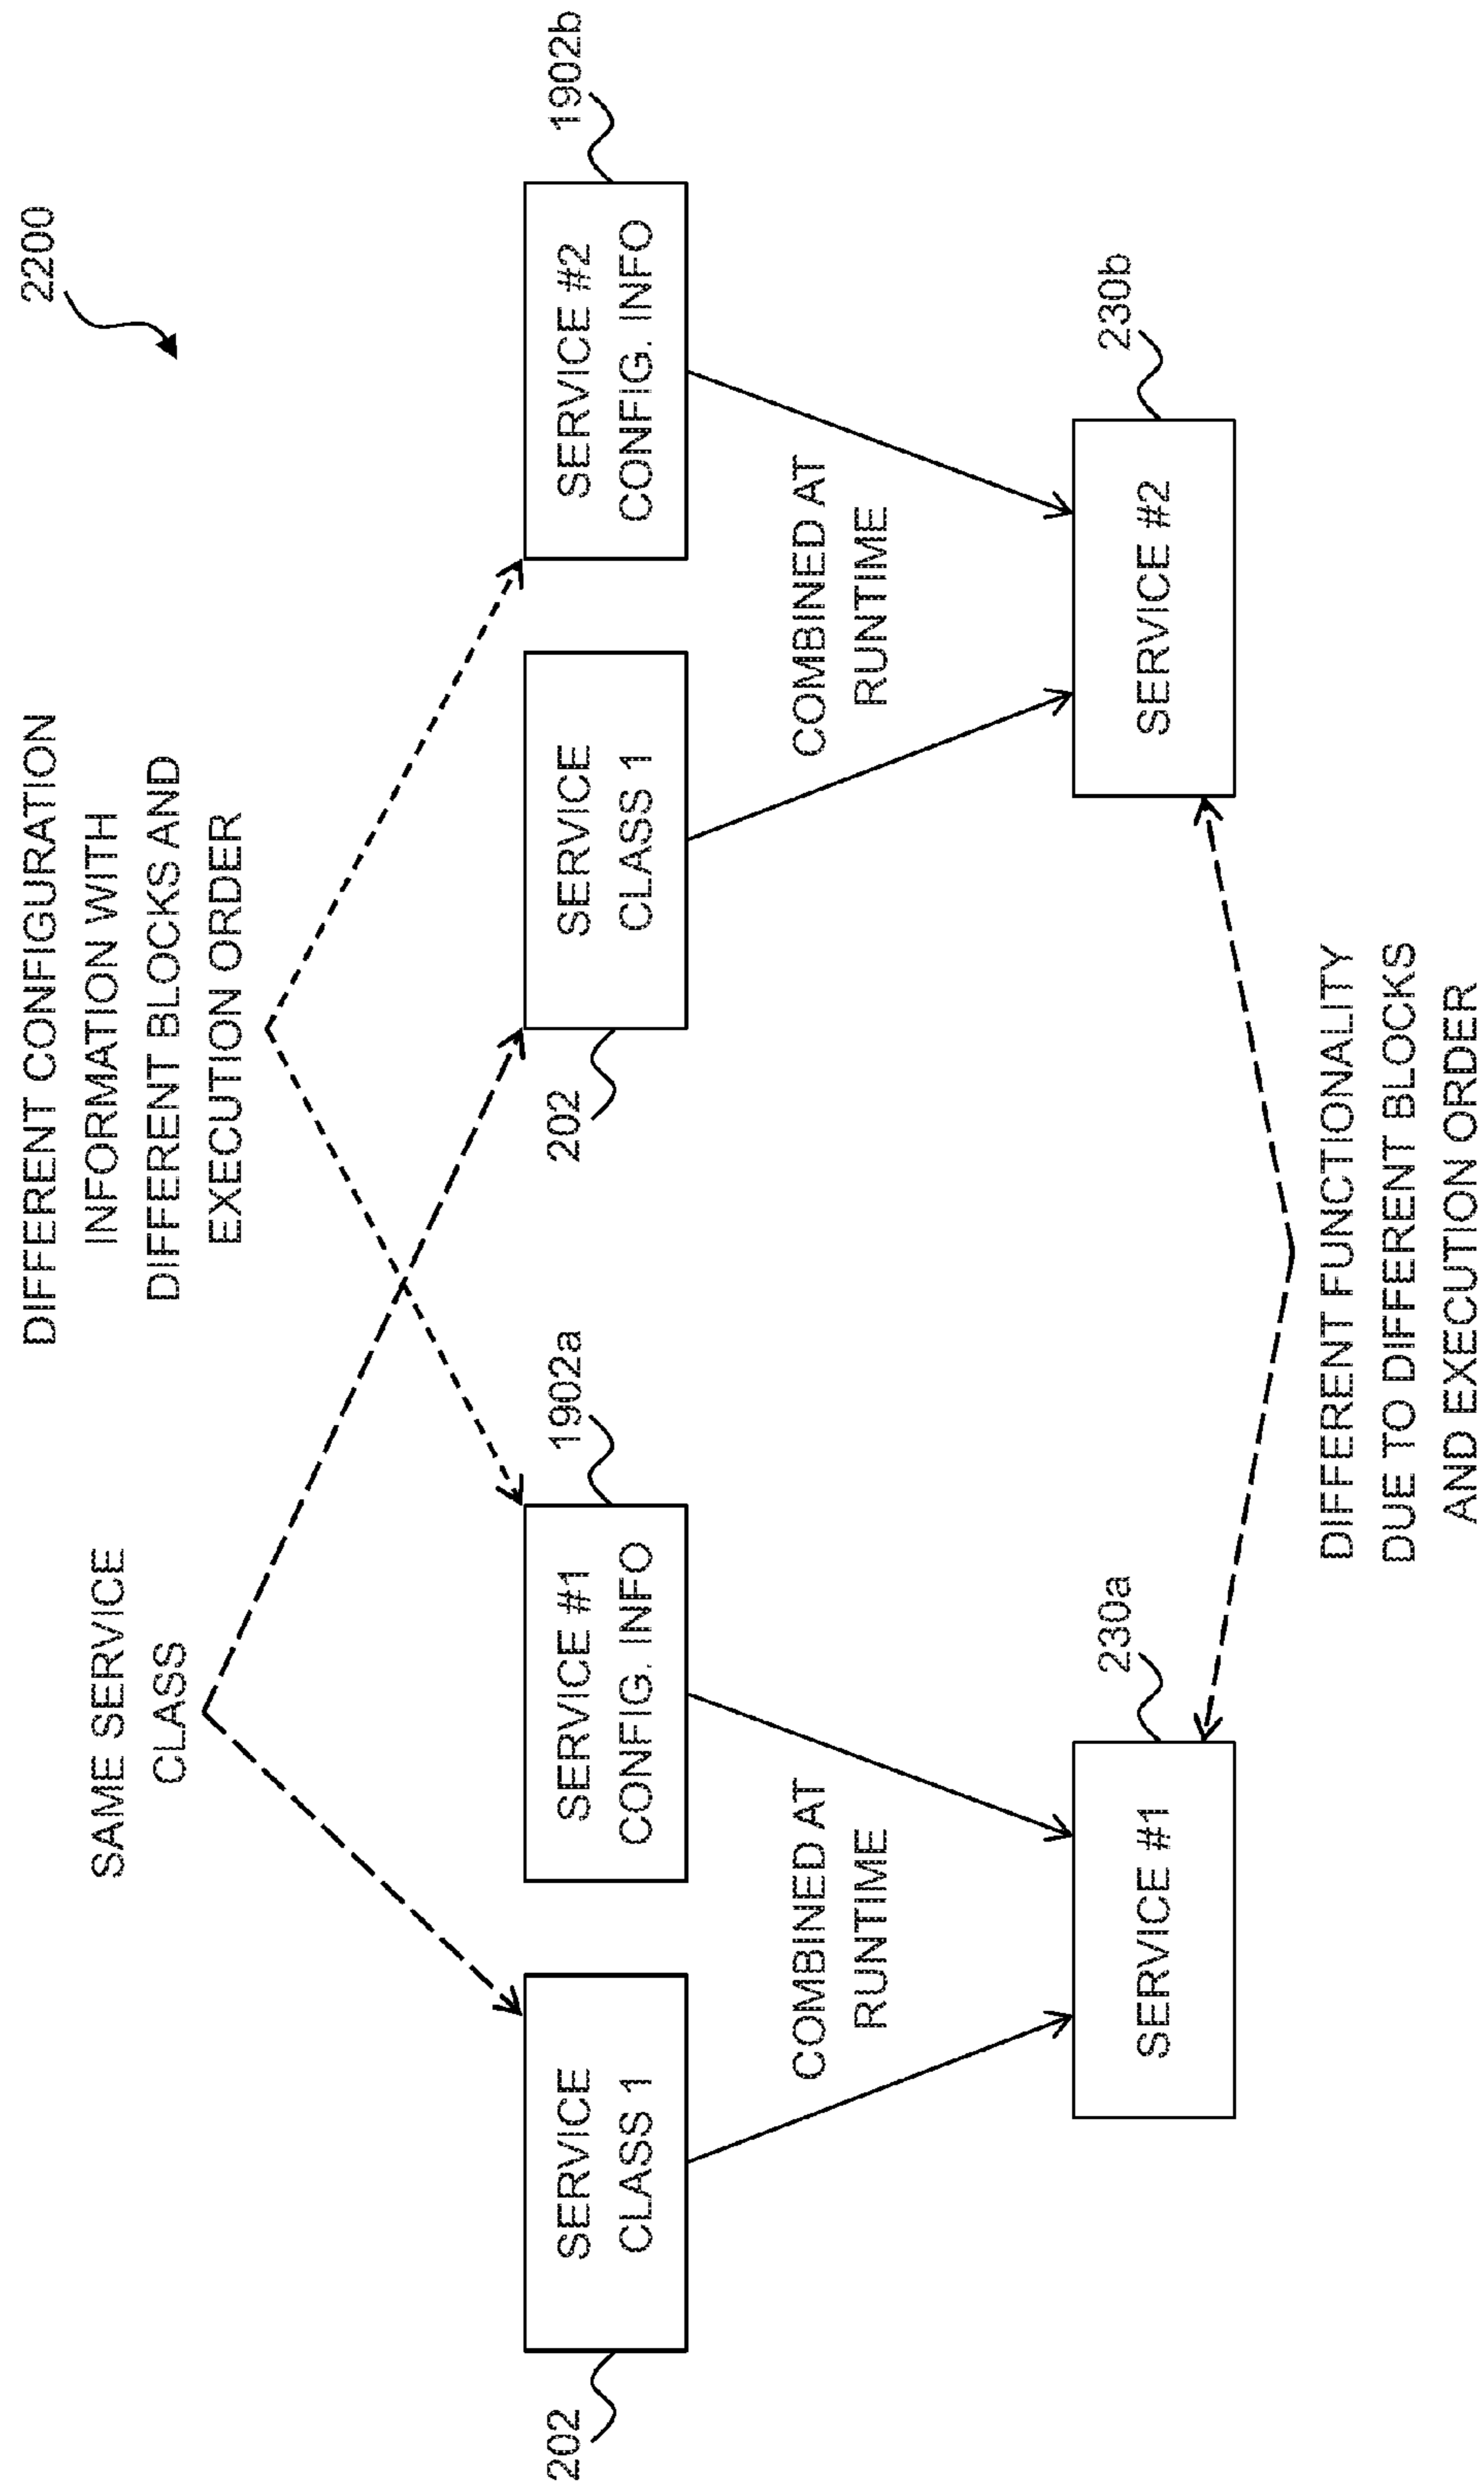 2200
DIFFERENT CONFIGURATION
INFORMATION WITH
DIFFERENT BLOCKS AND
EXECUTION ORDER
SAME SERVICE
CLASS
202
SERVICE
CLASS 1
1902a
SERVICE #1
CONFIG. INFO
202
SERVICE
CLASS 1
1902b
SERVICE #2
CONFIG. INFO
COMBINED AT
RUNTIME
COMBINED AT
RUNTIME
230a
SERVICE #1
230b
SERVICE #2
DIFFERENT FUNCTIONALITY
DUE TO DIFFERENT BLOCKS
AND EXECUTION ORDER